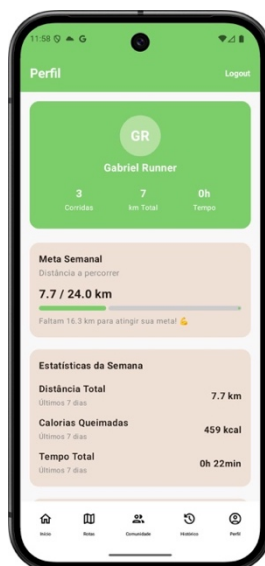 11:58 G
Perfil
Logout
GR
Gabriel Runner
3 7 0h
Corridas km Total Tempo
Meta Semanal
Distância a percorrer
7.7 / 24.0 km
Faltam 16.3 km para atingir sua meta! 💪
Estatísticas da Semana
Distância Total
Últimos 7 dias
7.7 km
Calorias Queimadas
Últimos 7 dias
459 kcal
Tempo Total
Últimos 7 dias
0h 22min
Início Rotas Comunidade Histórico Perfil